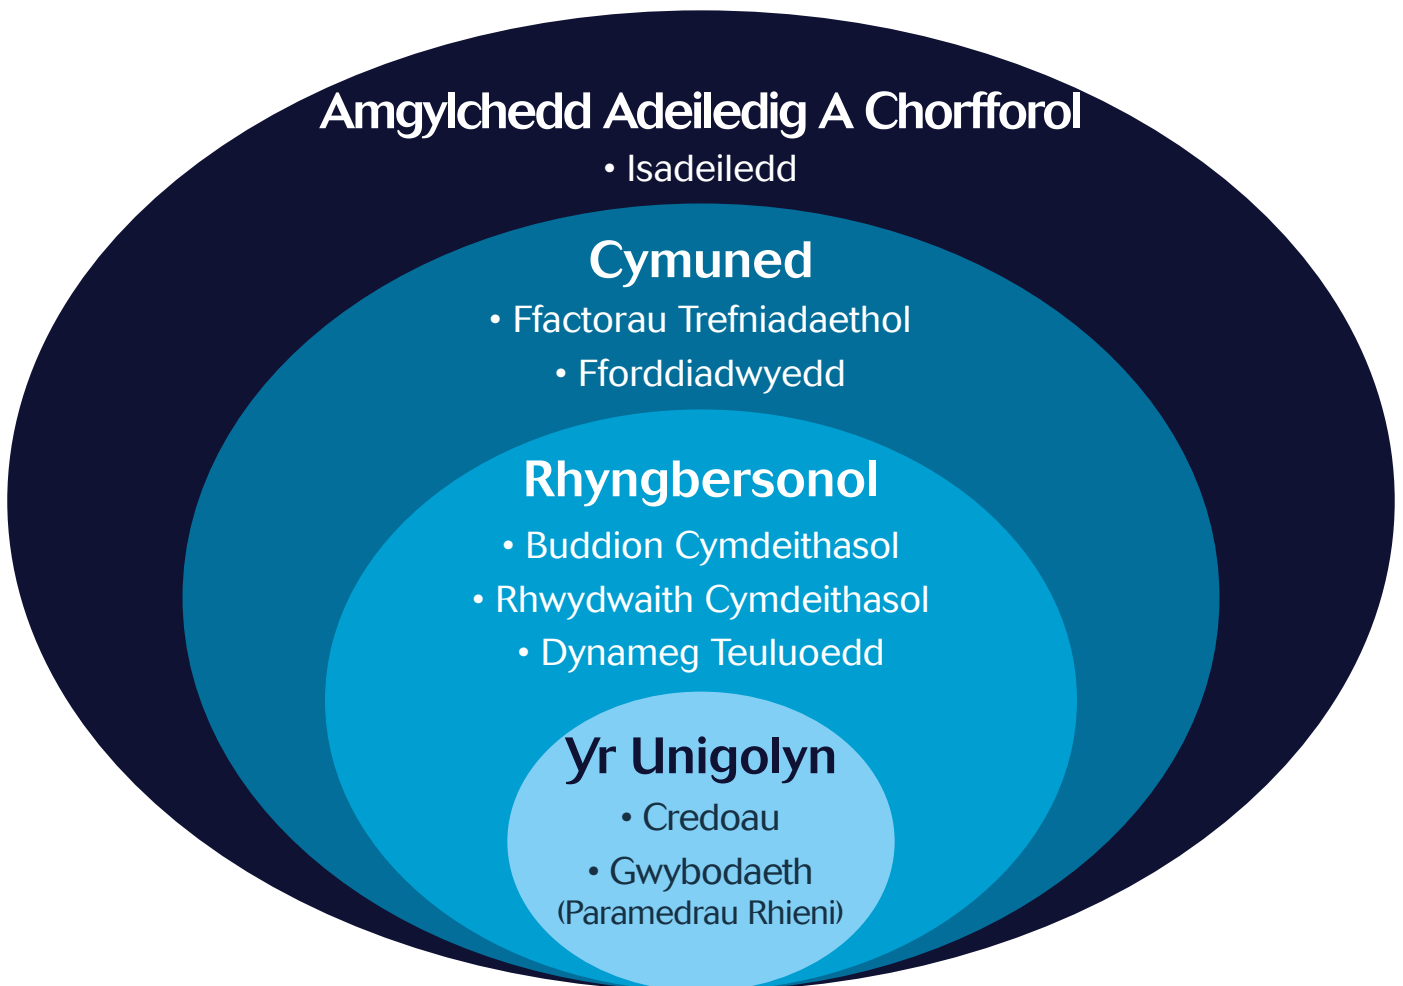 Amgylchedd Adeiledig A Chorfforol
• Isadeiledd
Cymuned
• Ffactorau Trefniadaethol
• Fforddiadwyedd
Rhyngbersonol
• Buddion Cymdeithasol
• Rhwydwaith Cymdeithasol
• Dynameg Teuluoedd
Yr Unigolyn
• Credoau
• Gwybodaeth
(Paramedrau Rhieni)